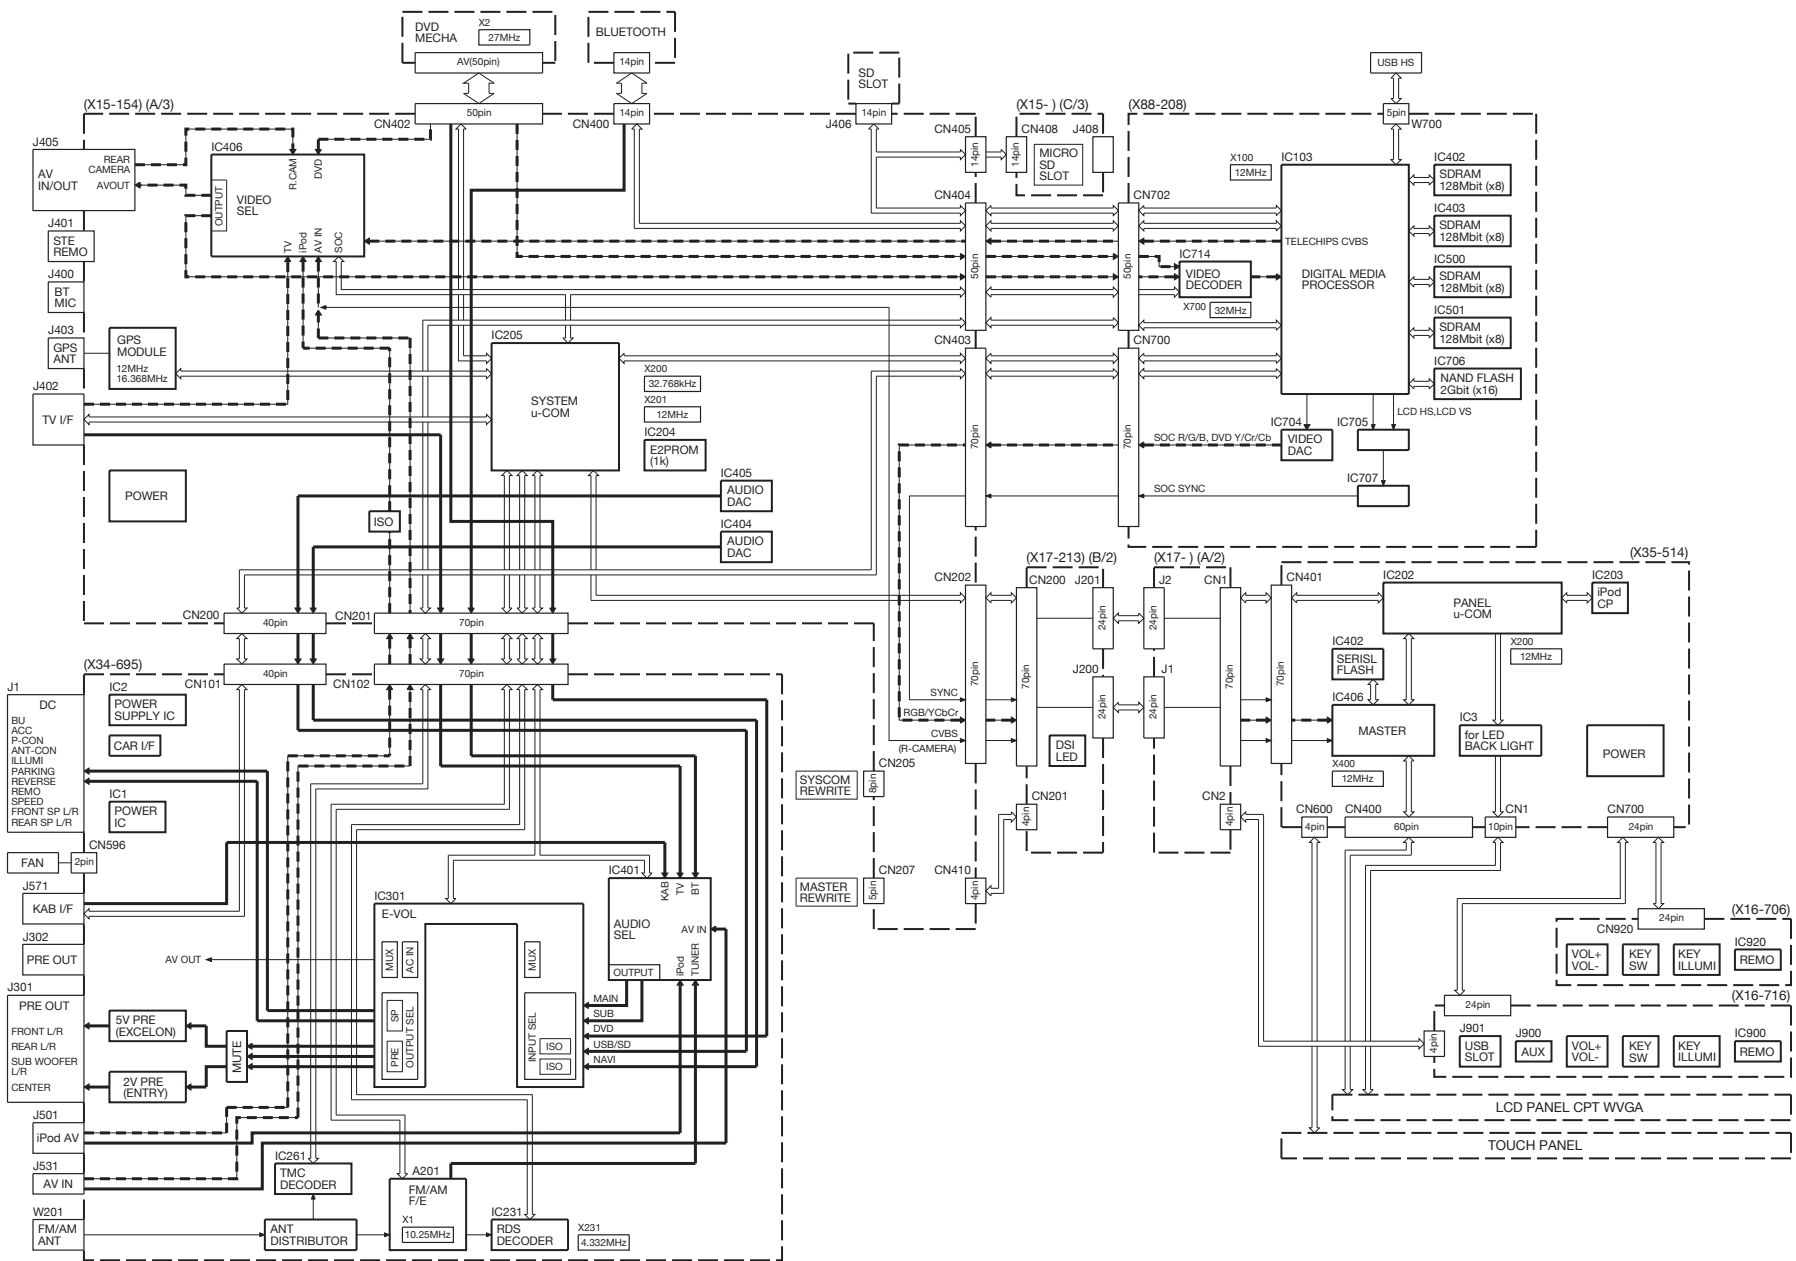 DVD
MECHA
X2
27MHz
AV(50pin)
BLUETOOTH
14pin
SD
SLOT
USB HS
(X15-154) (A/3)
CN402
50pin
CN400
14pin
J406
14pin
(X15- ) (C/3)
(X88-208)
5pin
W700
J405
AV
IN/OUT
REAR
CAMERA
AVOUT
IC406
R.CAM
DVD
OUTPUT
VIDEO
SEL
TV
iPod
AV IN
SOC
CN405
14pin
CN408
14pin
MICRO
SD
SLOT
J408
X100
12MHz
IC103
IC402
SDRAM
128Mbit (x8)
CN404
CN702
IC403
SDRAM
128Mbit (x8)
J401
STE
REMO
TELECHIPS CVBS
50pin
50pin
IC714
VIDEO
DECODER
DIGITAL MEDIA
PROCESSOR
IC500
SDRAM
128Mbit (x8)
J400
BT
MIC
X700
32MHz
IC501
SDRAM
128Mbit (x8)
J403
GPS
ANT
GPS
MODULE
12MHz
16.368MHz
IC205
SYSTEM
u-COM
CN403
CN700
X200
32.768kHz
X201
12MHz
IC706
NAND FLASH
2Gbit (x16)
J402
TV I/F
IC204
E2PROM
(1k)
70pin
70pin
SOC R/G/B, DVD Y/Cr/Cb
IC704
VIDEO
DAC
IC705
LCD HS,LCD VS
POWER
IC405
AUDIO
DAC
SOC SYNC
IC707
ISO
IC404
AUDIO
DAC
(X17-213) (B/2)
(X17- ) (A/2)
(X35-514)
CN202
CN200
J201
J2
CN1
CN401
IC202
PANEL
u-COM
IC203
iPod
CP
CN200
40pin
CN201
70pin
24pin
24pin
IC402
SERISL
FLASH
X200
12MHz
(X34-695)
CN101
40pin
CN102
70pin
70pin
70pin
J200
J1
70pin
70pin
J1
DC
BU
ACC
P-CON
ANT-CON
ILLUMI
PARKING
REVERSE
REMO
SPEED
FRONT SP L/R
REAR SP L/R
IC2
POWER
SUPPLY IC
CAR I/F
IC1
POWER
IC
SYNC
RGB/YCbCr
CVBS
(R-CAMERA)
24pin
24pin
DSI
LED
IC406
MASTER
IC3
for LED
BACK LIGHT
POWER
X400
12MHz
SYSCOM
REWRITE
CN205
8pin
CN201
4pin
CN2
4pin
CN600
4pin
CN400
60pin
CN1
10pin
CN700
24pin
CN596
FAN
2pin
J571
KAB I/F
MASTER
REWRITE
CN207
5pin
CN410
4pin
IC301
E-VOL
IC401
KAB
TV
BT
AUDIO
SEL
AV IN
OUTPUT
iPod
TUNER
J302
PRE OUT
AV OUT
MUX
AC IN
MUX
CN920
24pin
(X16-706)
VOL+
VOL-
KEY
SW
KEY
ILLUMI
IC920
REMO
J301
PRE OUT
FRONT L/R
REAR L/R
SUB WOOFER
L/R
CENTER
5V PRE
(EXCELON)
2V PRE
(ENTRY)
MUTE
SP
PRE
OUTPUT SEL
INPUT SEL
ISO
ISO
MAIN
SUB
DVD
USB/SD
NAVI
24pin
(X16-716)
4pin
J901
USB
SLOT
J900
AUX
VOL+
VOL-
KEY
SW
KEY
ILLUMI
IC900
REMO
J501
iPod AV
LCD PANEL CPT WVGA
TOUCH PANEL
J531
AV IN
IC261
TMC
DECODER
A201
FM/AM
F/E
X1
10.25MHz
W201
FM/AM
ANT
ANT
DISTRIBUTOR
IC231
RDS
DECODER
X231
4.332MHz